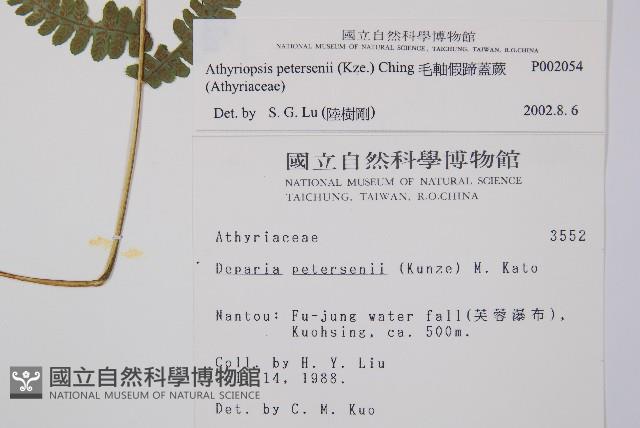 國立自然科學博物館
NATIONAL MUSEUM OF NATURAL SCIENCE, TAICHUNG, TAIWAN, R.O.CHINA
Athyriopsis petersenii (Kze.) Ching 毛軸假蹄蓋蕨 P002054
(Athyriaceae)
Det. by S. G. Lu (陸樹剛) 2002.8. 6
國立自然科學博物館
NATIONAL MUSEUM OF NATURAL SCIENCE
TAICHUNG, TAIWAN, R.O.CHINA
Athyriaceae 3552
Deparia petersenii (Kunze) M. Kato
Nantou: Fu-jung water fall(芙蓉瀑布),
Kuohsing, ca. 500m.
Coll. by H. Y. Liu
14, 1988.
Det. by C. M. Kuo
國立自然科學博物館
NATIONAL MUSEUM OF NATURAL SCIENCE